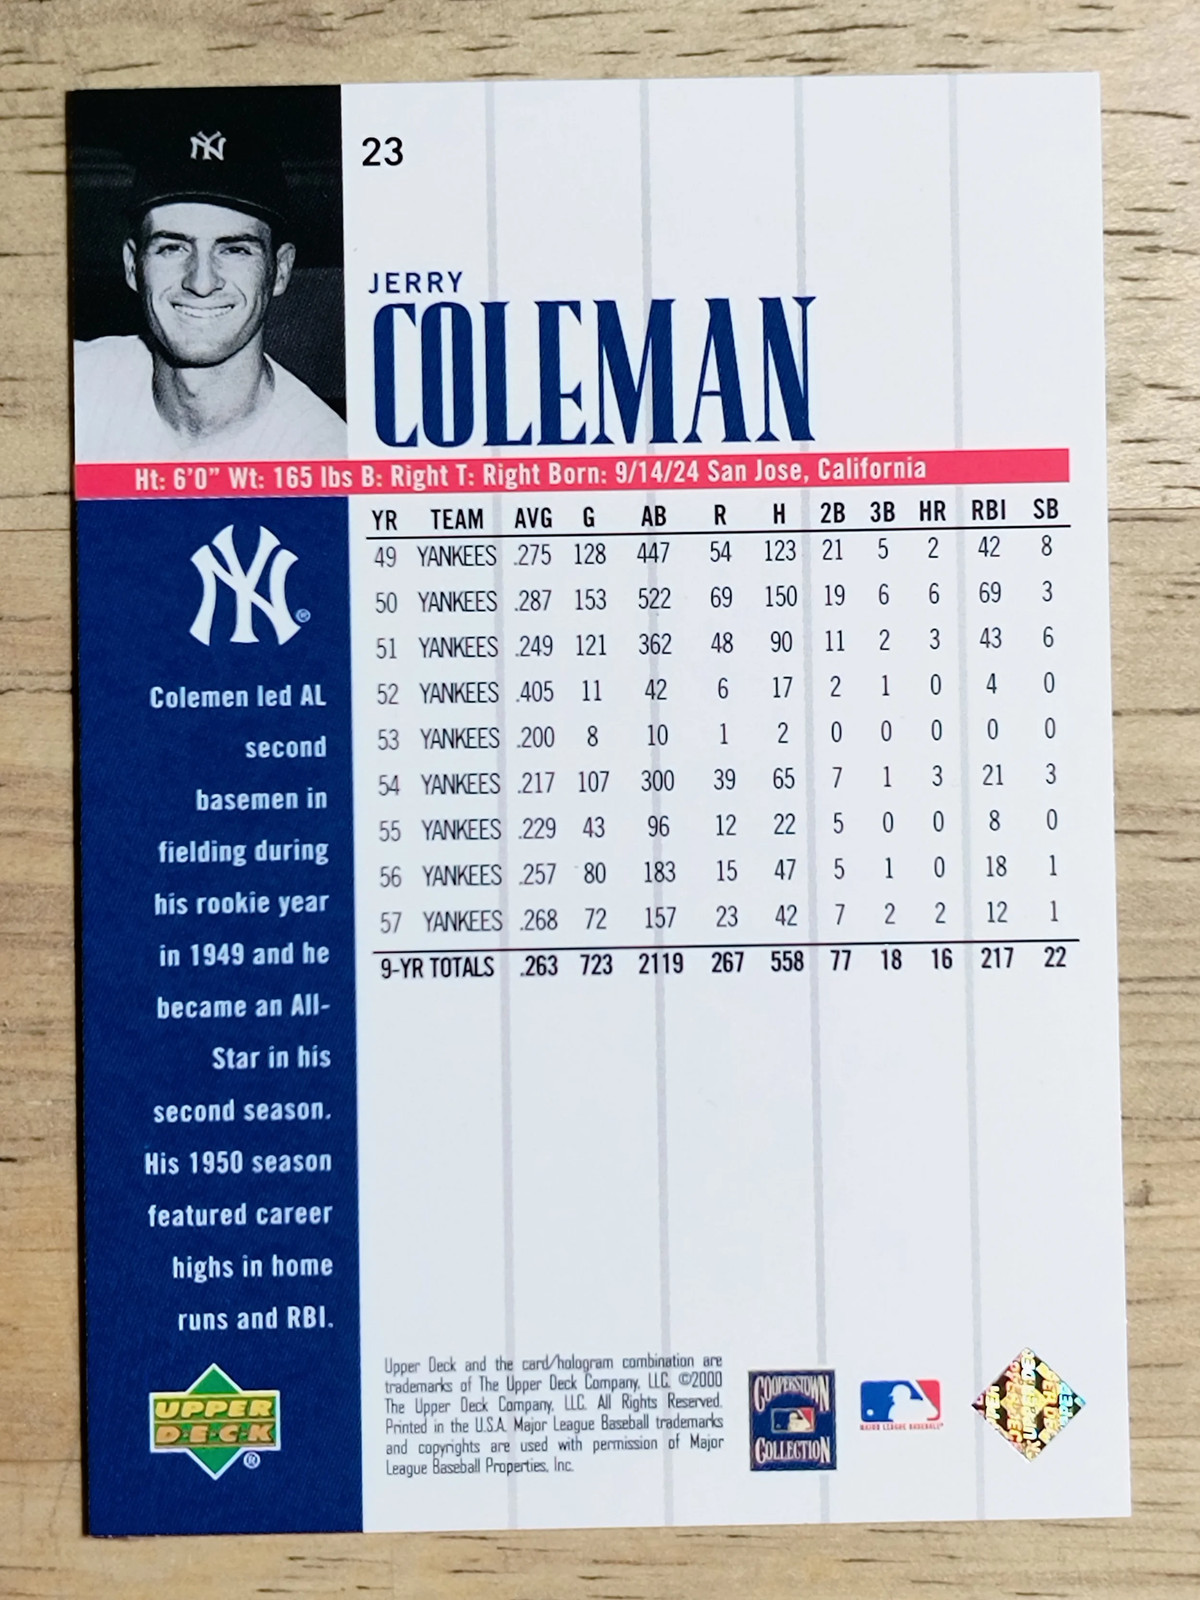 NY
23
JERRY
COLEMAN
Ht: 6'0" Wt: 165 lbs B: Right T: Right Born: 9/14/24 San Jose, California
YR TEAM AVG G AB R H 2B 3B HR RBI SB
49 YANKEES .275 128 447 54 123 21 5 2 42 8
50 YANKEES .287 153 522 69 150 19 6 6 69 3
51 YANKEES .249 121 362 48 90 11 2 3 43 6
52 YANKEES .405 11 42 6 17 2 1 0 4 0
53 YANKEES .200 8 10 1 2 0 0 0 0 0
54 YANKEES .217 107 300 39 65 7 1 3 21 3
55 YANKEES .229 43 96 12 22 5 0 0 8 0
56 YANKEES .257 80 183 15 47 5 1 0 18 1
57 YANKEES .268 72 157 23 42 7 2 2 12 1
9-YR TOTALS .263 723 2119 267 558 77 18 16 217 22
NY®
Colemen led AL
second
basemen in
fielding during
his rookie year
in 1949 and he
became an All-
Star in his
second season.
His 1950 season
featured career
highs in home
runs and RBI.
UPPER
D·E·C·K
®
Upper Deck and the card/hologram combination are
trademarks of The Upper Deck Company, LLC. ©2000
The Upper Deck Company, LLC. All Rights Reserved.
Printed in the U.S.A. Major League Baseball trademarks
and copyrights are used with permission of Major
League Baseball Properties, Inc.
COOPERSTOWN
COLLECTION
MAJOR LEAGUE BASEBALL